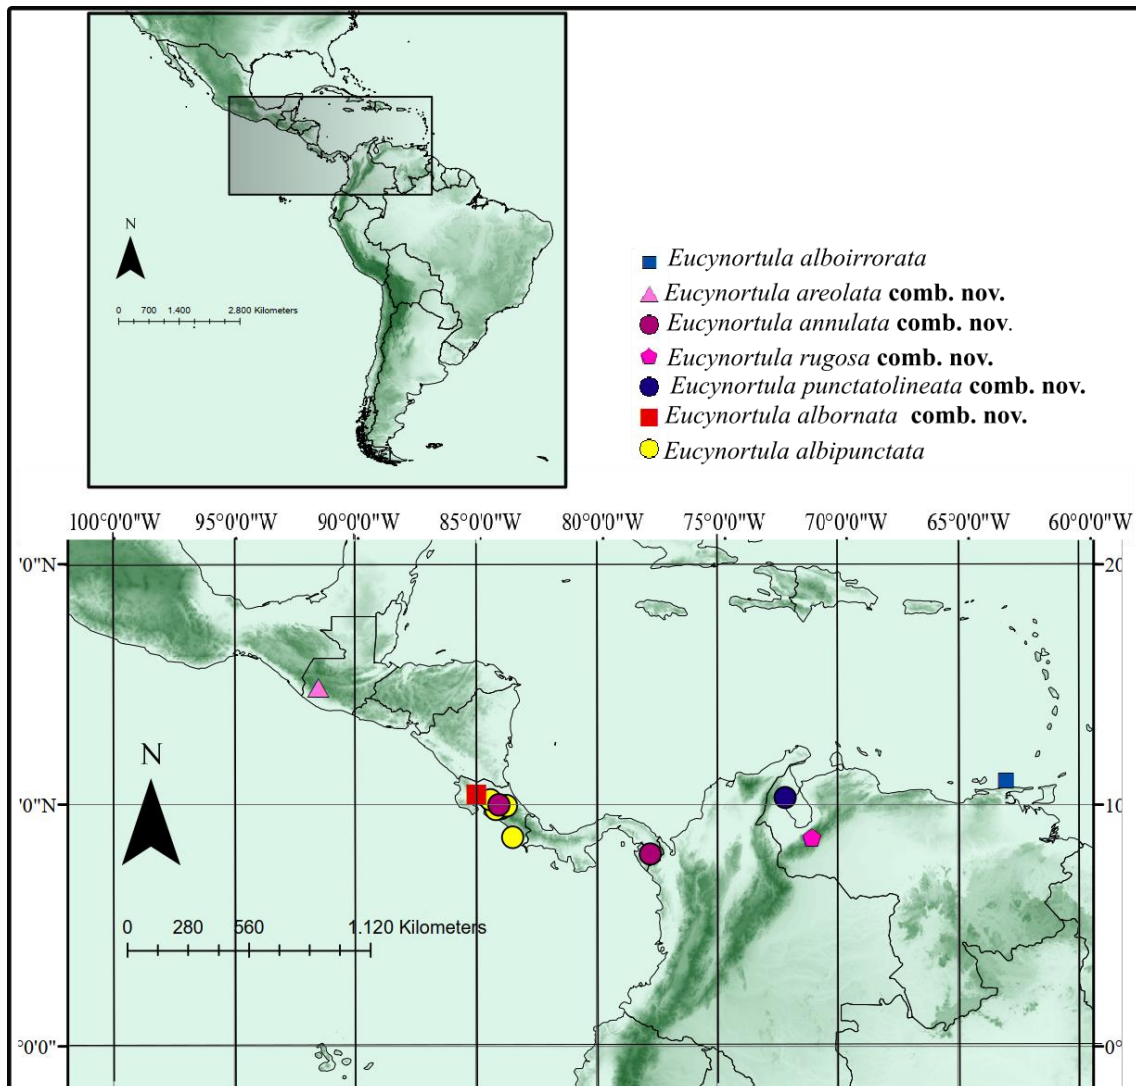 N
0 700 1.400 2.800 Kilometers
Eucynortula alboirrorata
Eucynortula areolata comb. nov.
Eucynortula annulata comb. nov.
Eucynortula rugosa comb. nov.
Eucynortula punctatolineata comb. nov.
Eucynortula albornata comb. nov.
Eucynortula albipunctata
100°0'0"W 95°0'0"W 90°0'0"W 85°0'0"W 80°0'0"W 75°0'0"W 70°0'0"W 65°0'0"W 60°0'0"W
'0"N 20
N
'0"N 10
0 280 560 1.120 Kilometers
°0'0" 0°